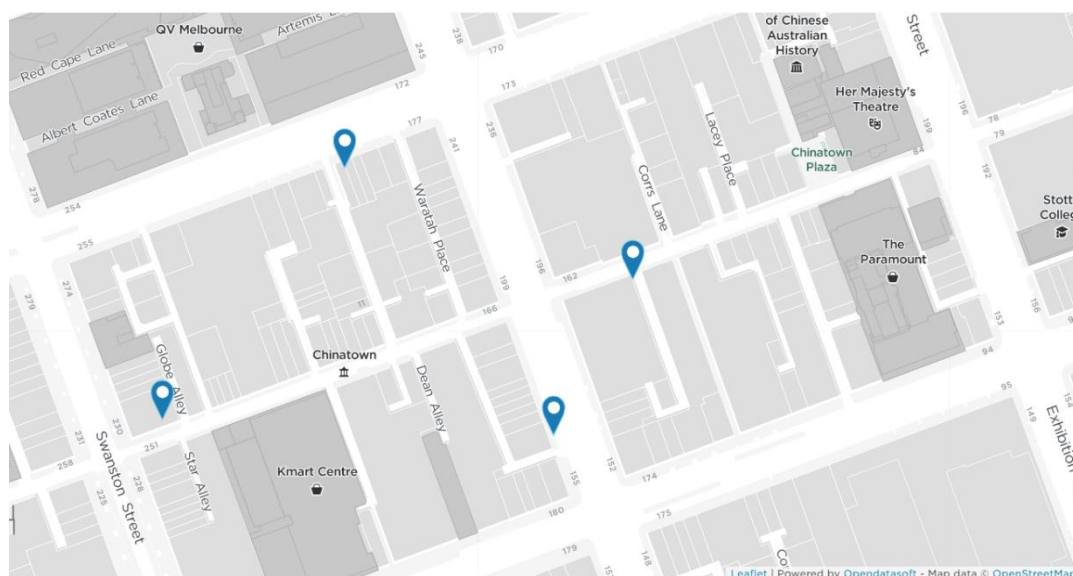 QV Melbourne
Artemis
Red Cape Lane
Albert Coates Lane
245
172
238
170
173
of Chinese
Australian
History
Street
Her Majesty's
Theatre
196
78
79
199
84
Chinatown
Plaza
Lacey Place
Corrs Lane
236
241
177
Waratah Place
278
254
255
274
279
192
Stott
Colleg
The
Paramount
196
162
199
166
11
Chinatown
Globe Alley
Dean Alley
156
153
94
95
154
149
Exhibition
230
231
251
258
228
225
Swanston Street
Star Alley
Kmart Centre
152
174
155
180
175
179
148
Leaflet | Powered by Opendatasoft - Map data © OpenStreetMap